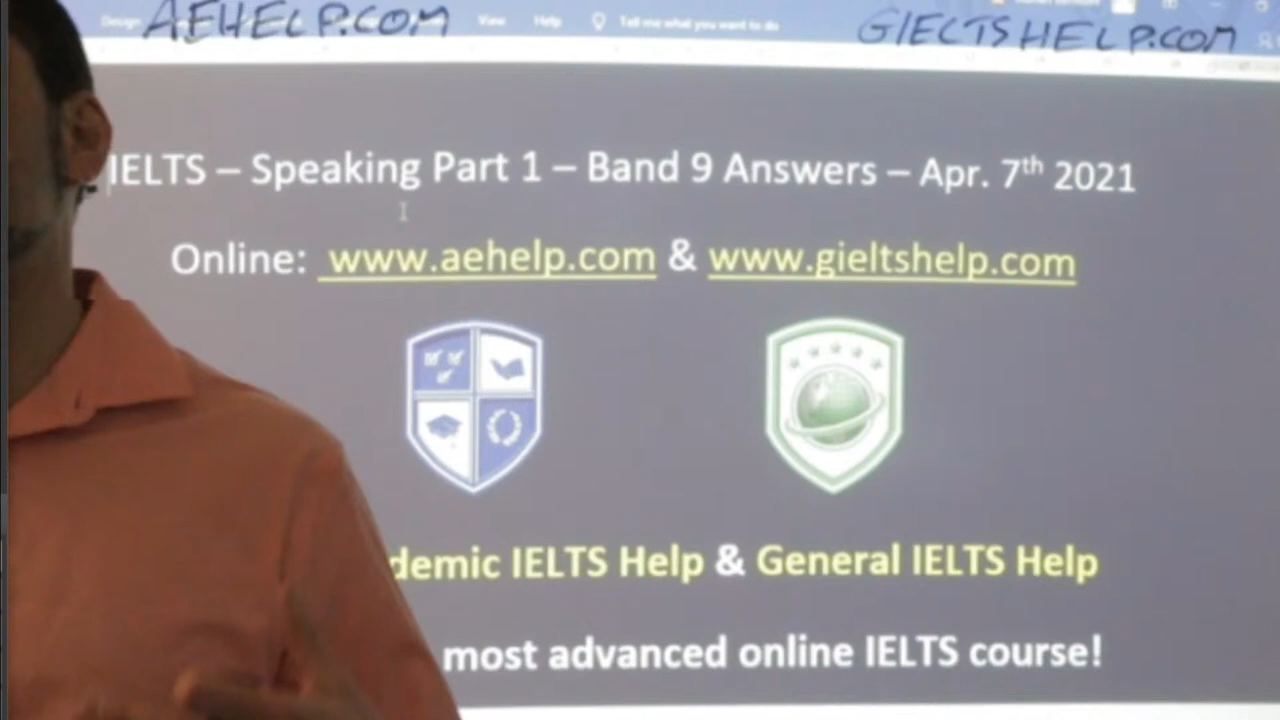 AEHELP.COM
GIELTSHELP.COM
Design
View Help Tell me what you want to do
IELTS – Speaking Part 1 – Band 9 Answers – Apr. 7th 2021
Online: www.aehelp.com & www.gieltshelp.com
demic IELTS Help & General IELTS Help
most advanced online IELTS course!